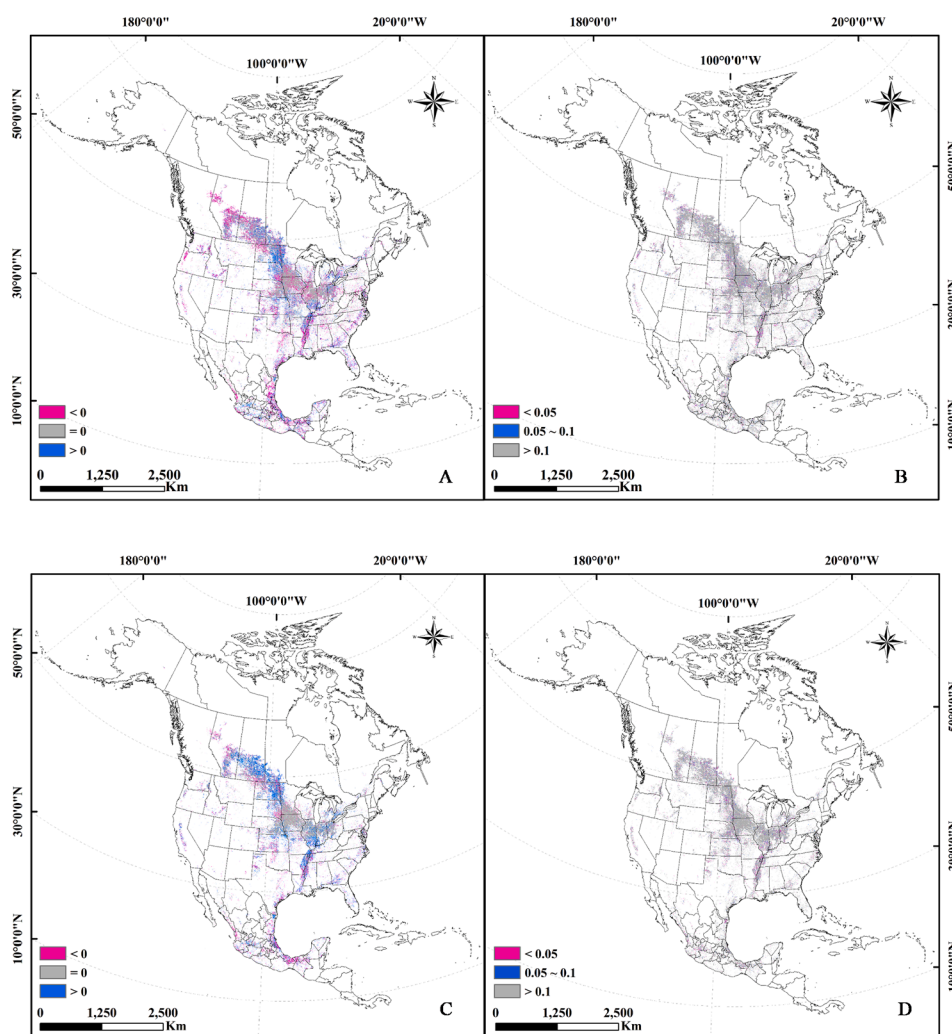 180°0'0" 20°0'0"W 180°0'0" 20°0'0"W
100°0'0"W 100°0'0"W
N N
W E W E
S S
50°0'0"N
30°0'0"N
10°0'0"N
< 0
= 0
> 0
0 1,250 2,500
Km
A
< 0.05
0.05 ~ 0.1
> 0.1
0 1,250 2,500
Km
B
180°0'0" 20°0'0"W 180°0'0" 20°0'0"W
100°0'0"W 100°0'0"W
N N
W E W E
S S
50°0'0"N
30°0'0"N
10°0'0"N
< 0
= 0
> 0
0 1,250 2,500
Km
C
< 0.05
0.05 ~ 0.1
> 0.1
0 1,250 2,500
Km
D